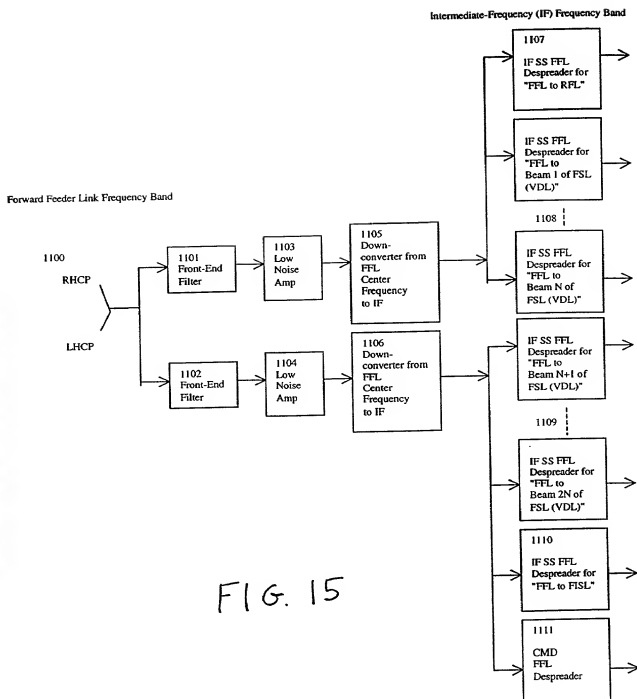 Intermediate-Frequency (IF) Frequency Band
1107
IF SS FFL
Despreader for
"FFL to RFL"
IF SS FFL
Despreader for
"FFL to
Beam 1 of FSL
(VDL)"
Forward Feeder Link Frequency Band
1108
1100
RHCP
LHCP
1101
Front-End
Filter
1103
Low
Noise
Amp
1105
Down-
converter from
FFL
Center
Frequency
to IF
IF SS FFL
Despreader for
"FFL to
Beam N of
FSL (VDL)"
1102
Front-End
Filter
1104
Low
Noise
Amp
1106
Down-
converter from
FFL
Center
Frequency
to IF
IF SS FFL
Despreader for
"FFL to
Beam N+1 of
FSL (VDL)"
1109
IF SS FFL
Despreader for
"FFL to
Beam 2N of
FSL (VDL)"
1110
IF SS FFL
Despreader for
"FFL to FISL"
1111
CMD
FFL
Despreader
FIG. 15